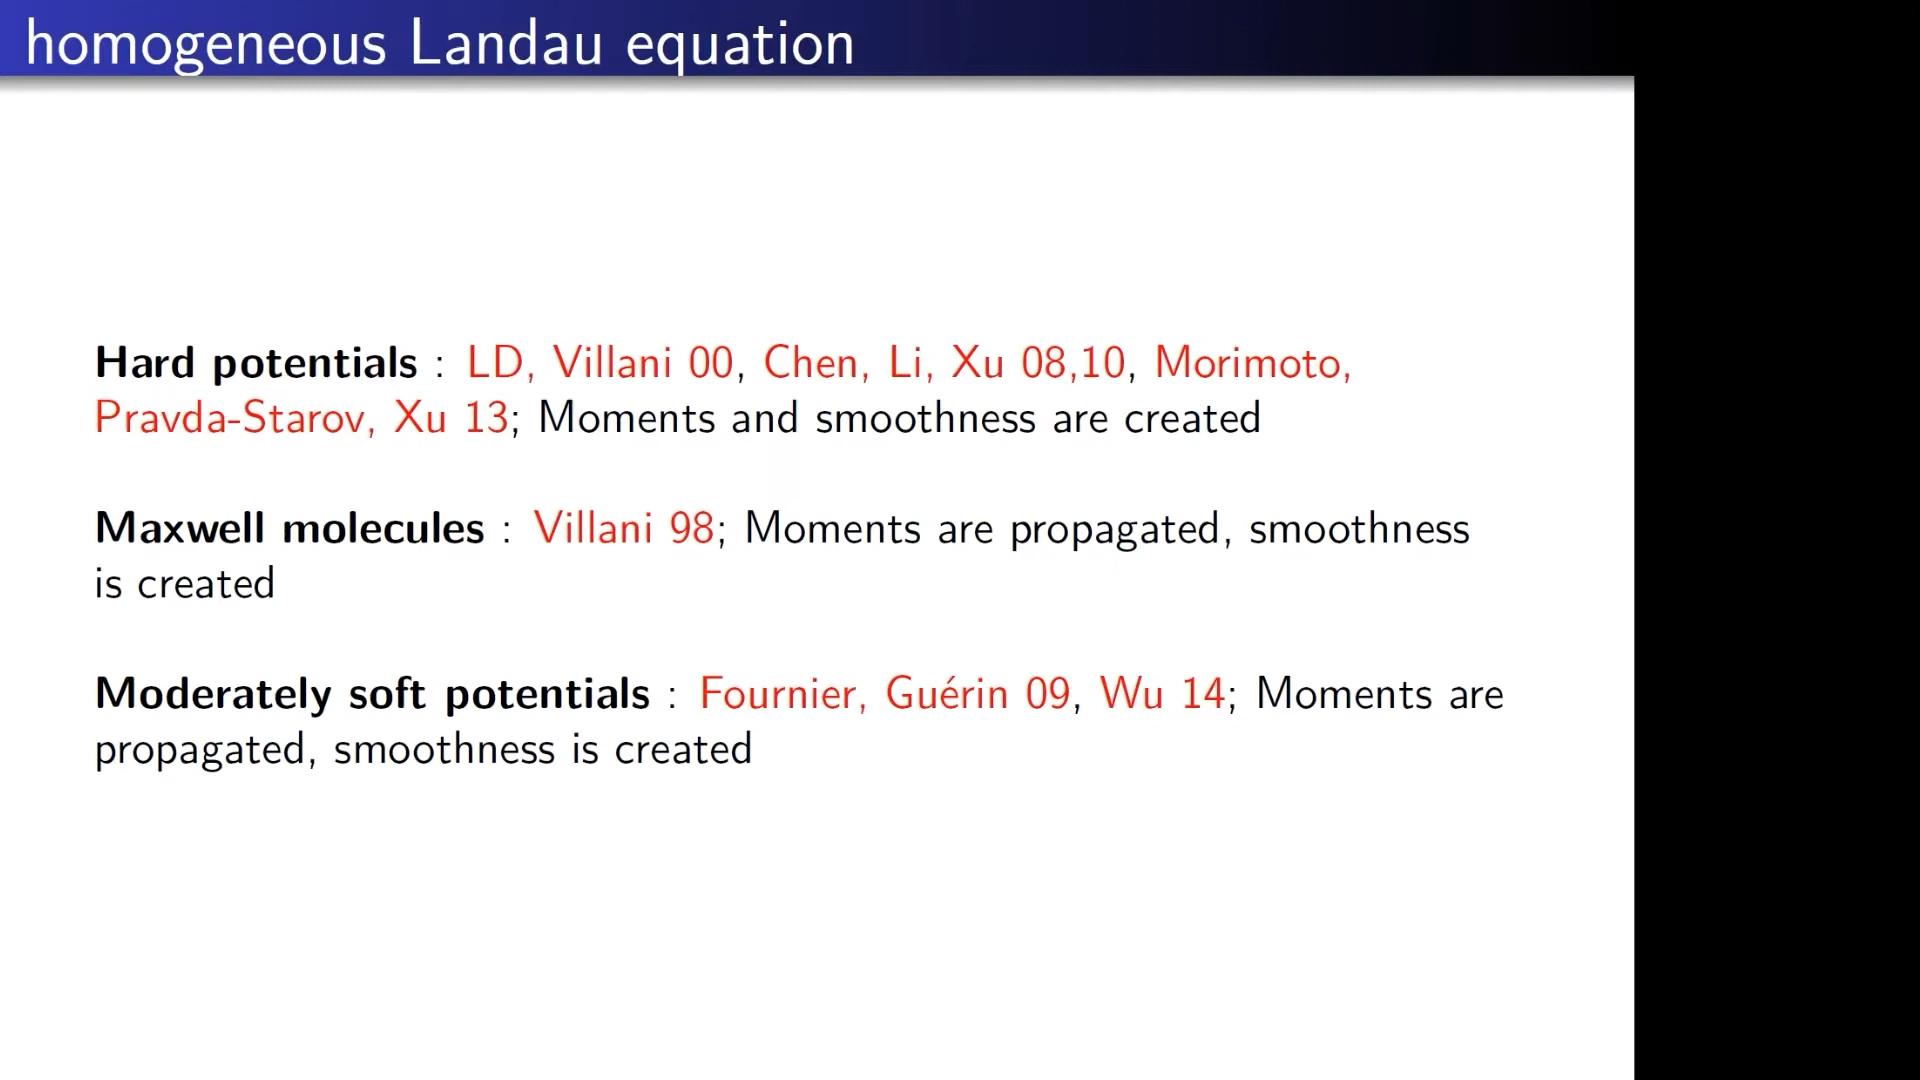 homogeneous Landau equation
Hard potentials : LD, Villani 00, Chen, Li, Xu 08,10, Morimoto,
Pravda-Starov, Xu 13; Moments and smoothness are created
Maxwell molecules : Villani 98; Moments are propagated, smoothness
is created
Moderately soft potentials : Fournier, Guérin 09, Wu 14; Moments are
propagated, smoothness is created